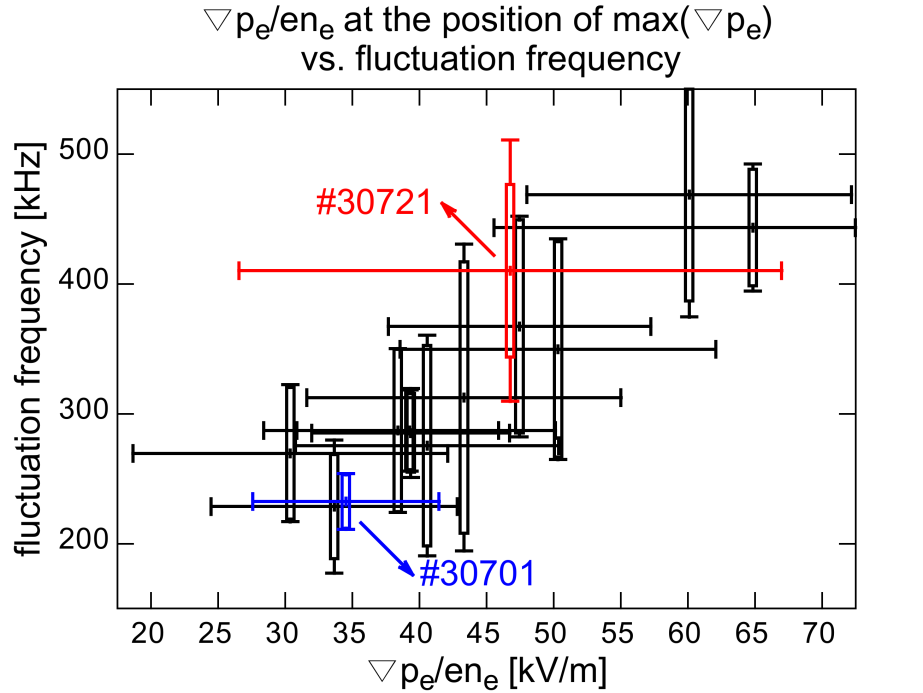 ▽pe/ene at the position of max(▽pe)
vs. fluctuation frequency
fluctuation frequency [kHz]
500
400
300
200
#30721
#30701
20 25 30 35 40 45 50 55 60 65 70
▽pe/ene [kV/m]